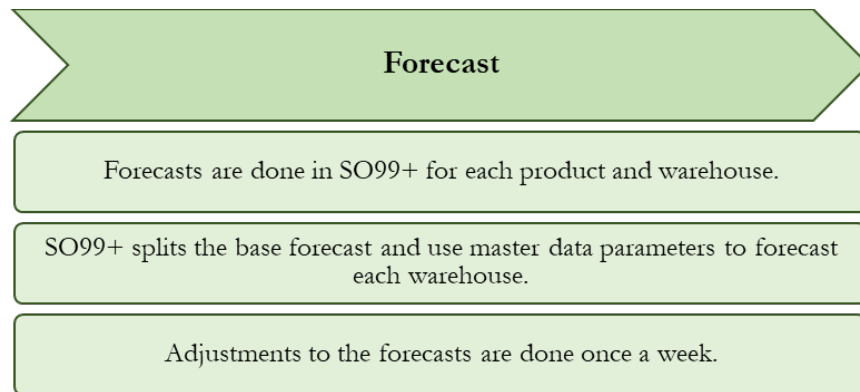 Forecast
Forecasts are done in SO99+ for each product and warehouse.
SO99+ splits the base forecast and use master data parameters to forecast
each warehouse.
Adjustments to the forecasts are done once a week.